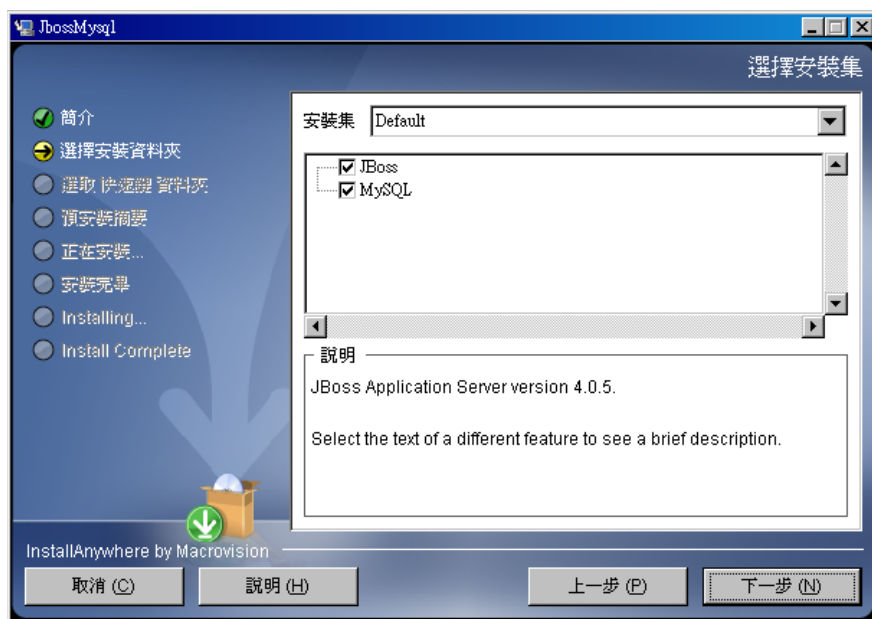 JbossMysql
選擇安裝集
簡介
選擇安裝資料夾
選取 快速鍵 資料夾
預安裝摘要
正在安裝...
安裝完畢
Installing...
Install Complete
安裝集 Default
JBoss
MySQL
說明
JBoss Application Server version 4.0.5.
Select the text of a different feature to see a brief description.
InstallAnywhere by Macrovision
取消 (C) 說明 (H) 上一步 (P) 下一步 (N)